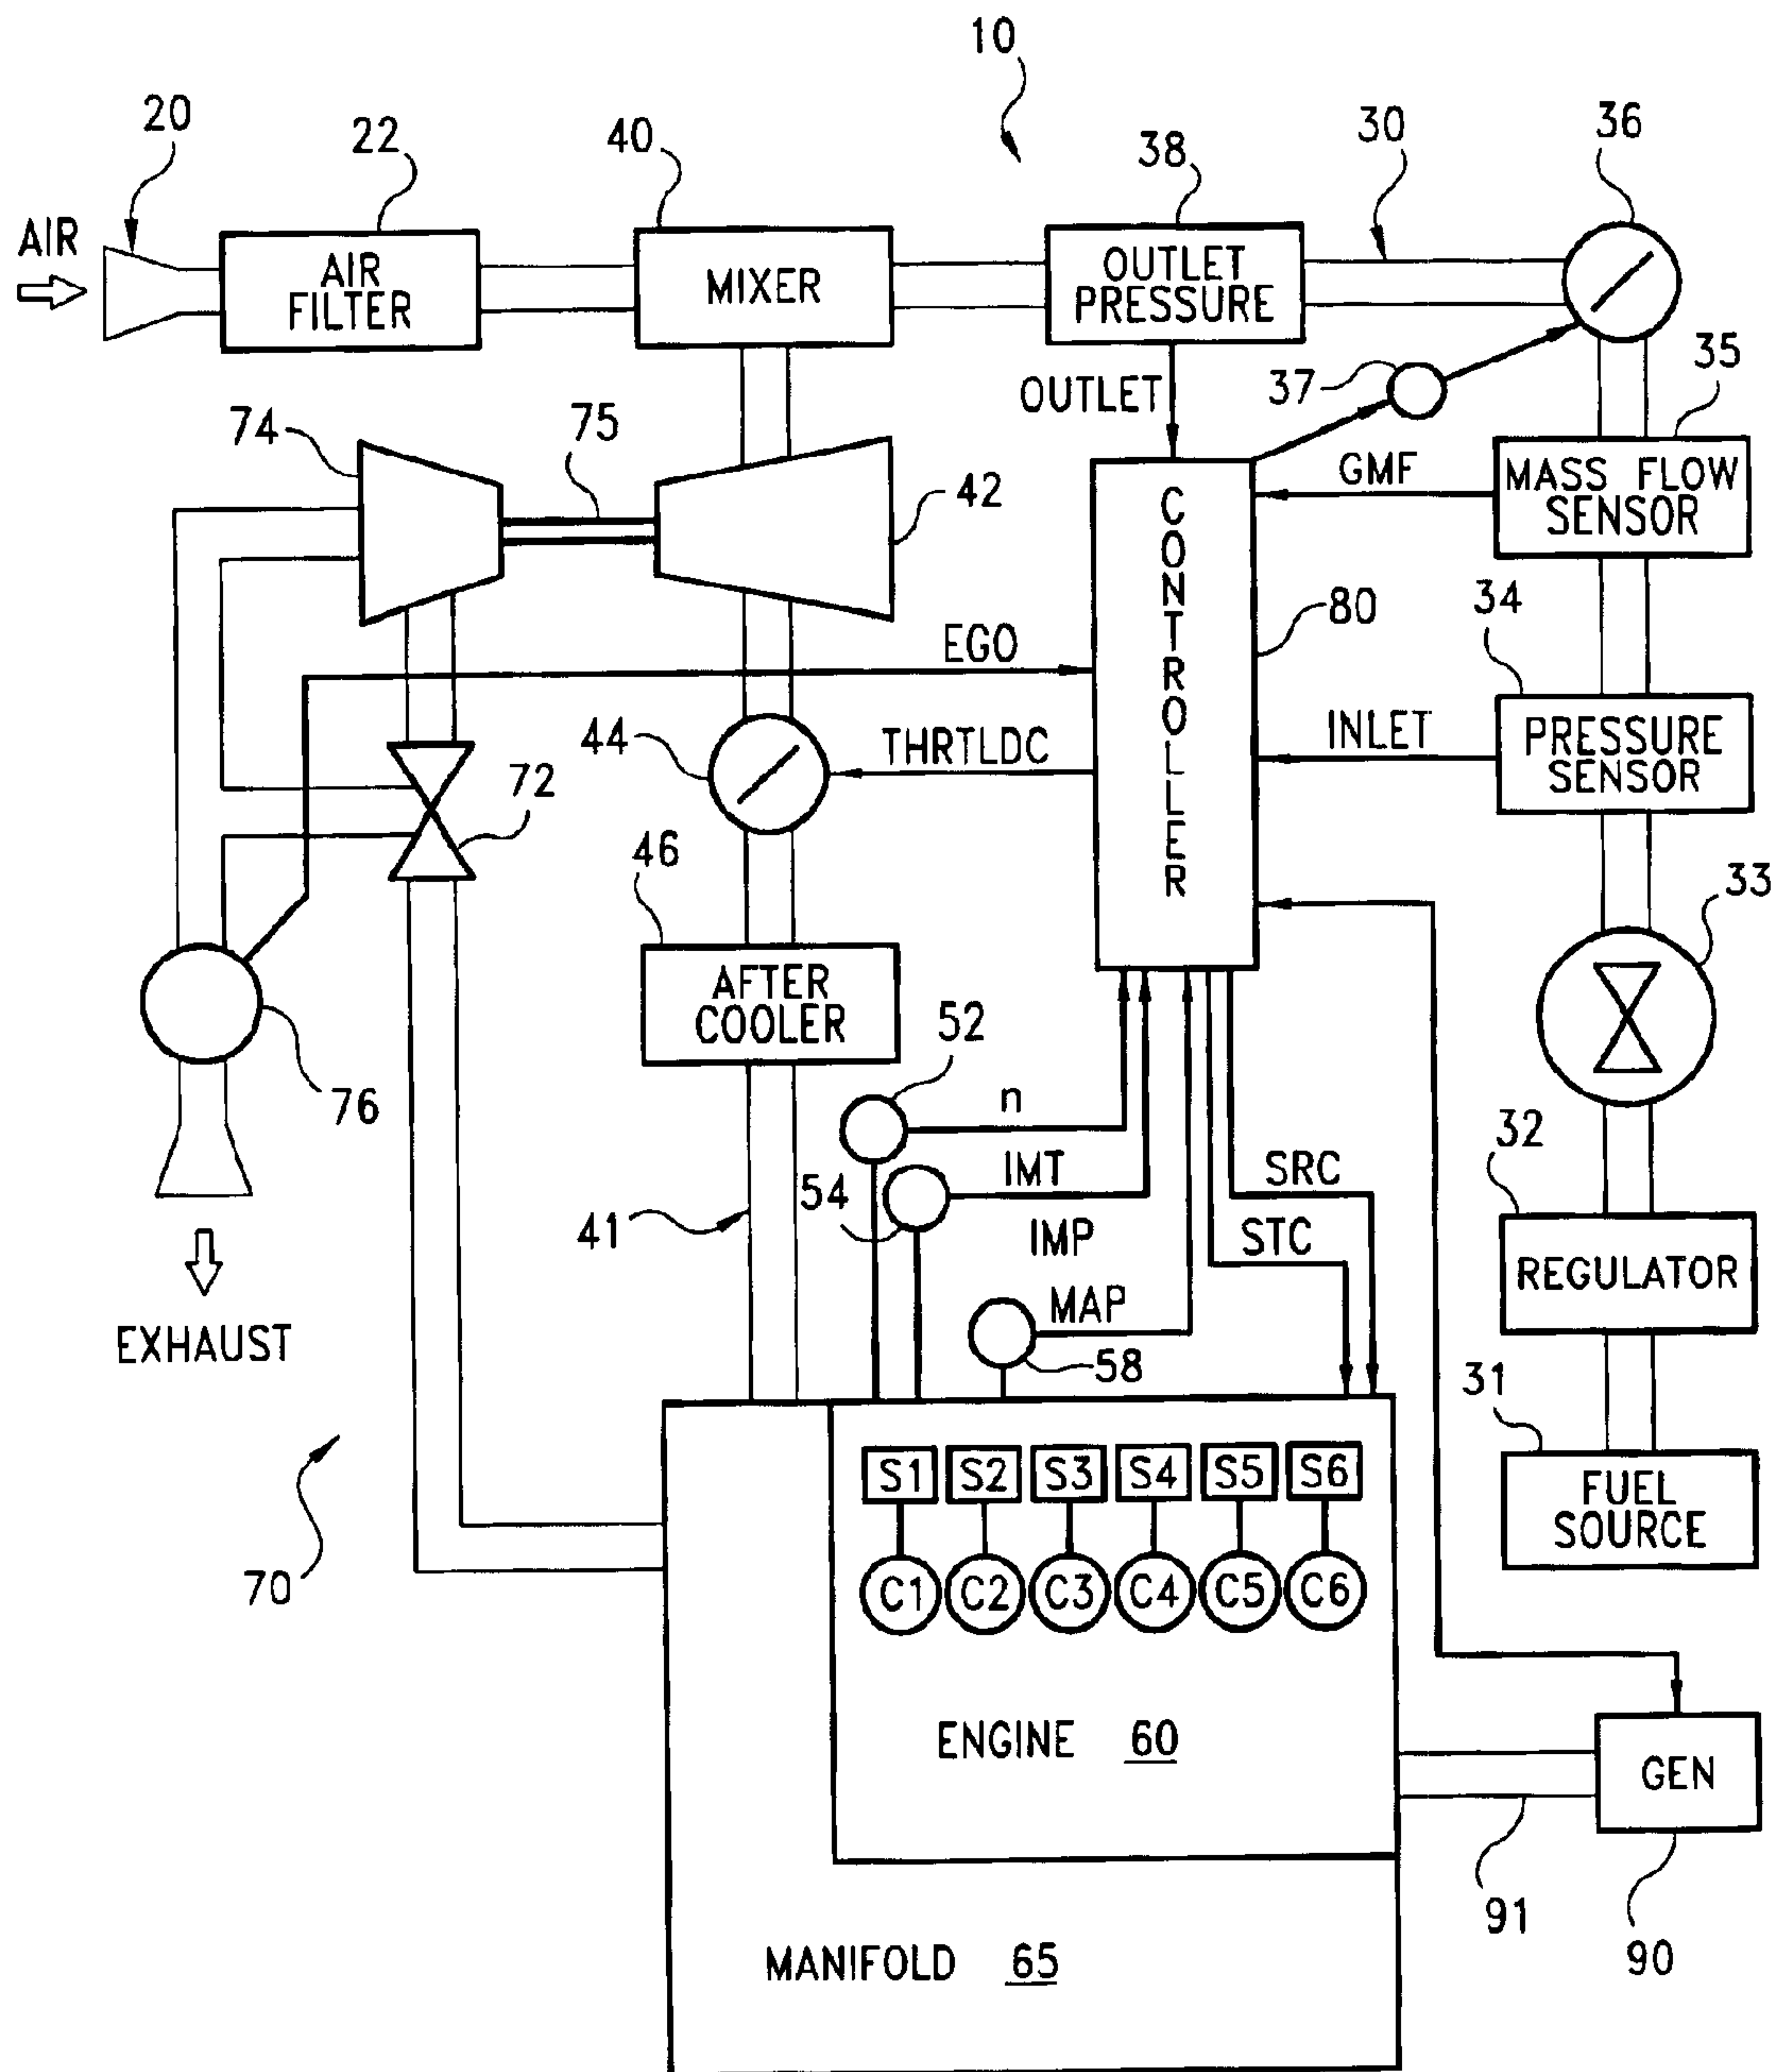 10
20
22
40
38
30
36
AIR
AIR
FILTER
MIXER
OUTLET
PRESSURE
35
37
OUTLET
74
75
42
GMF
MASS FLOW
SENSOR
CONTROLLER
34
80
EGO
44
THRTLDC
INLET
PRESSURE
SENSOR
72
46
33
AFTER
COOLER
52
76
n
32
54
IMT
SRC
41
IMP
STC
REGULATOR
MAP
EXHAUST
58
31
S1 S2 S3 S4 S5 S6
FUEL
SOURCE
70
C1 C2 C3 C4 C5 C6
ENGINE 60
GEN
91
90
MANIFOLD 65